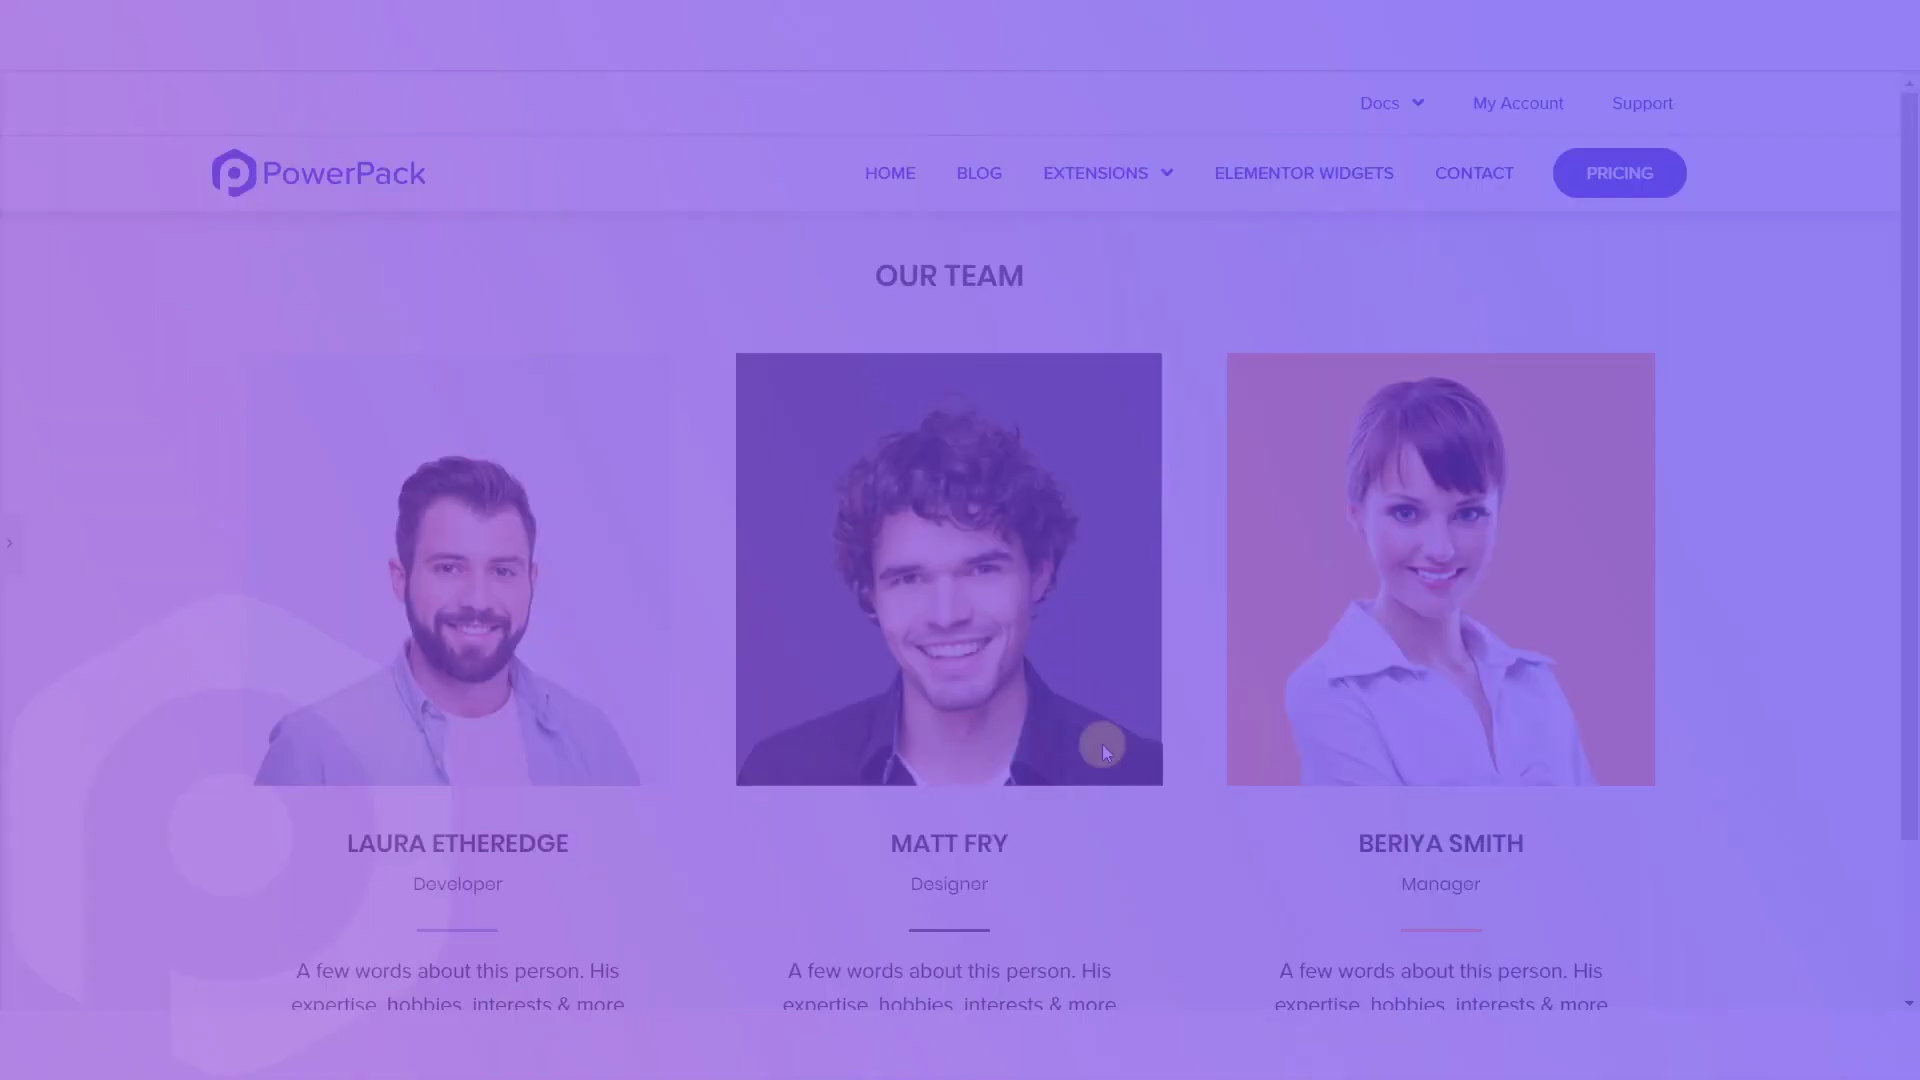 Docs My Account Support
PowerPack HOME BLOG EXTENSIONS ELEMENTOR WIDGETS CONTACT PRICING
OUR TEAM
LAURA ETHEREDGE MATT FRY BERIYA SMITH
Developer Designer Manager
A few words about this person. His A few words about this person. His A few words about this person. His
expertise, hobbies, interests & more expertise, hobbies, interests & more expertise, hobbies, interests & more